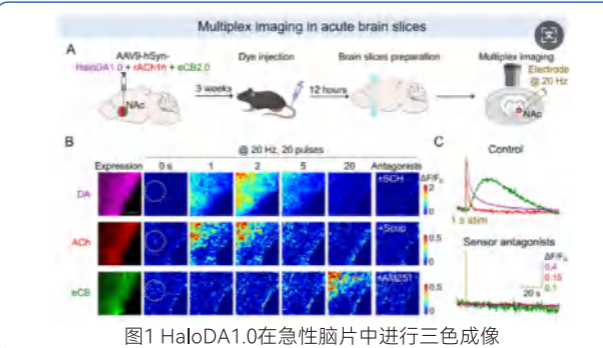 Multiplex imaging in acute brain slices
A
AAV9-hSyn-
HaloDA1.0 + rACh1h + eCB2.0
NAc
3 weeks
Dye injection
12 hours
Brain slices preparation
Multiplex imaging
Electrode
@ 20 Hz
NAc
B
@ 20 Hz, 20 pulses
Expression 0 s 1 2 5 20 Antagonists
DA
+SCH
ΔF/F₀
2
0
ACh
+Scop
0.5
0
eCB
+AM251
0.5
0
C
Control
1 s stim
Sensor antagonists
ΔF/F₀
0.4
0.15
0.1
20 s
图1 HaloDA1.0在急性脑片中进行三色成像